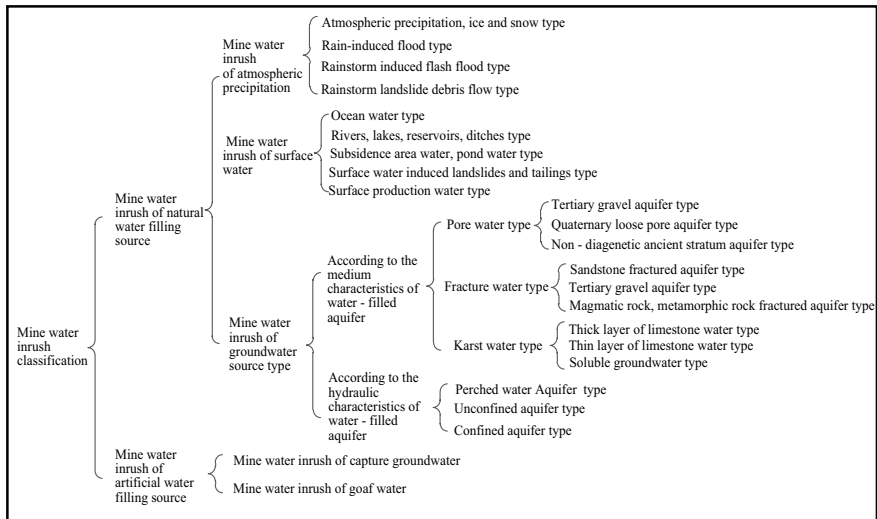 Mine water
inrush
classification
Mine water
inrush of natural
water filling
source
Mine water
inrush
of atmospheric
precipitation
Atmospheric precipitation, ice and snow type
Rain-induced flood type
Rainstorm induced flash flood type
Rainstorm landslide debris flow type
Mine water
inrush of surface
water
Ocean water type
Rivers, lakes, reservoirs, ditches type
Subsidence area water, pond water type
Surface water induced landslides and tailings type
Surface production water type
Mine water
inrush of
groundwater
source type
According to the
medium
characteristics of
water - filled
aquifer
Pore water type
Tertiary gravel aquifer type
Quaternary loose pore aquifer type
Non - diagenetic ancient stratum aquifer type
Fracture water type
Sandstone fractured aquifer type
Tertiary gravel aquifer type
Magmatic rock, metamorphic rock fractured aquifer type
Karst water type
Thick layer of limestone water type
Thin layer of limestone water type
Soluble groundwater type
According to the
hydraulic
characteristics of
water - filled
aquifer
Perched water Aquifer type
Unconfined aquifer type
Confined aquifer type
Mine water
inrush of
artificial water
filling source
Mine water inrush of capture groundwater
Mine water inrush of goaf water